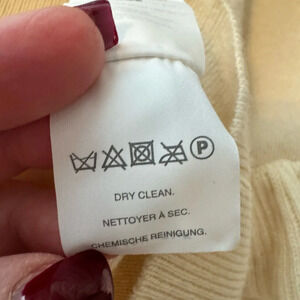 P
DRY CLEAN.
NETTOYER À SEC.
CHEMISCHE REINIGUNG.